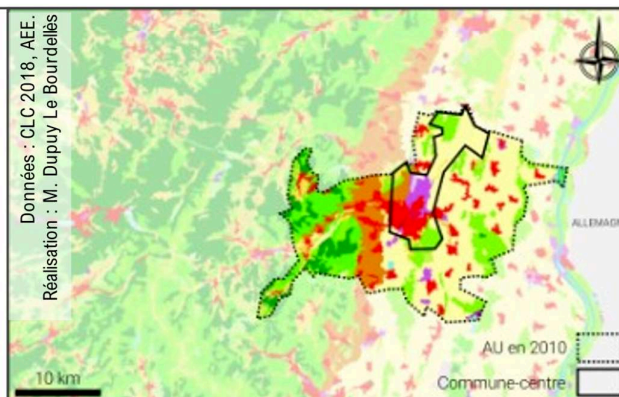 Données : CLC 2018, AEE.
Réalisation : M. Dupuy Le Bourdellès
ALLEMAGN
AU en 2010
Commune-centre
10 km